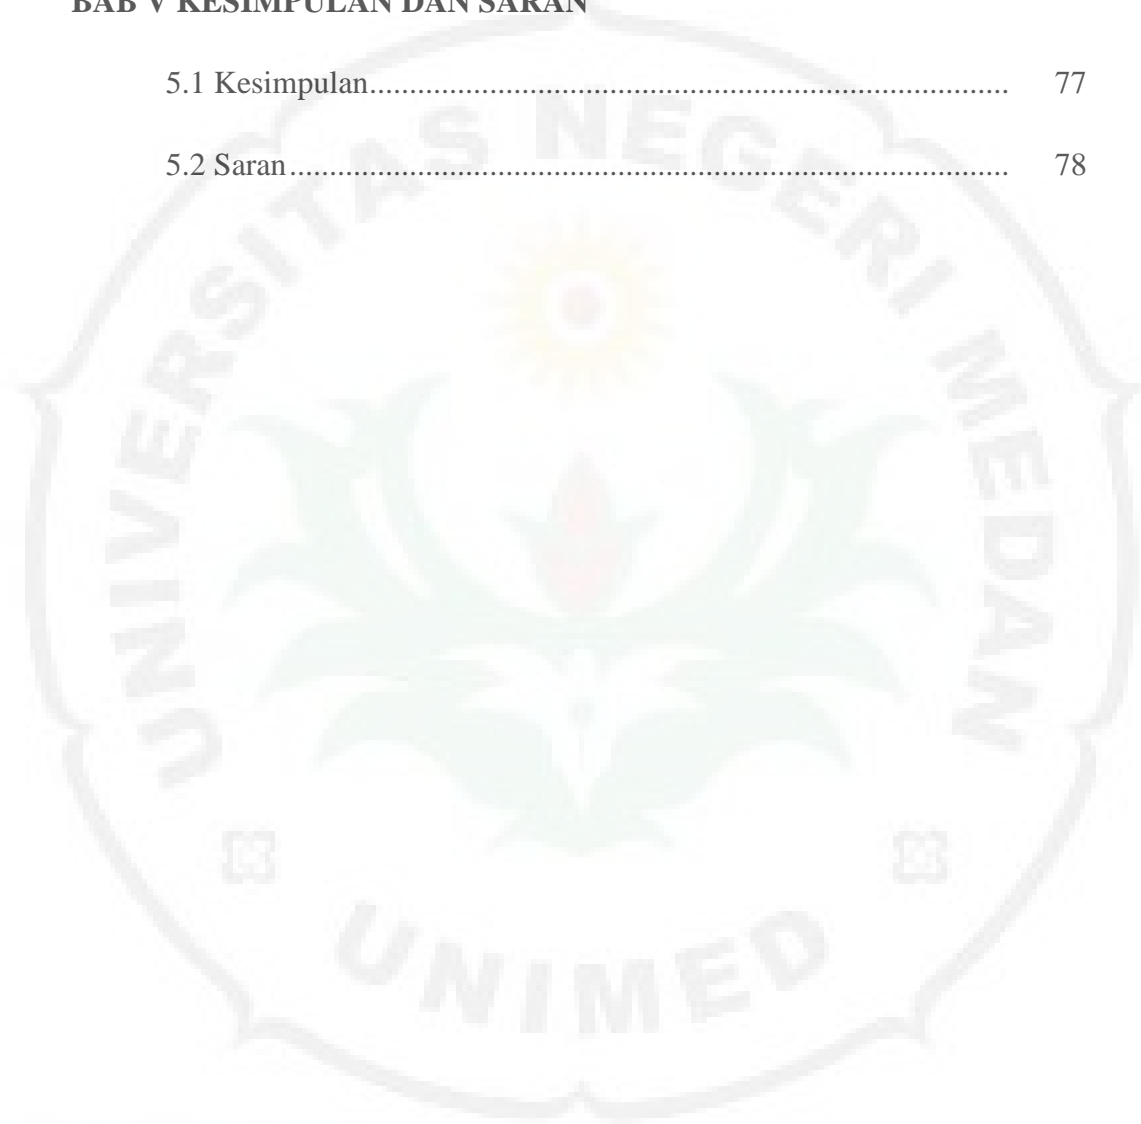 BAB V KESIMPULAN DAN SARAN
5.1 Kesimpulan............................................................................... 77
5.2 Saran......................................................................................... 78
UNIVERSITAS NEGERI MEDAN
UNIMED